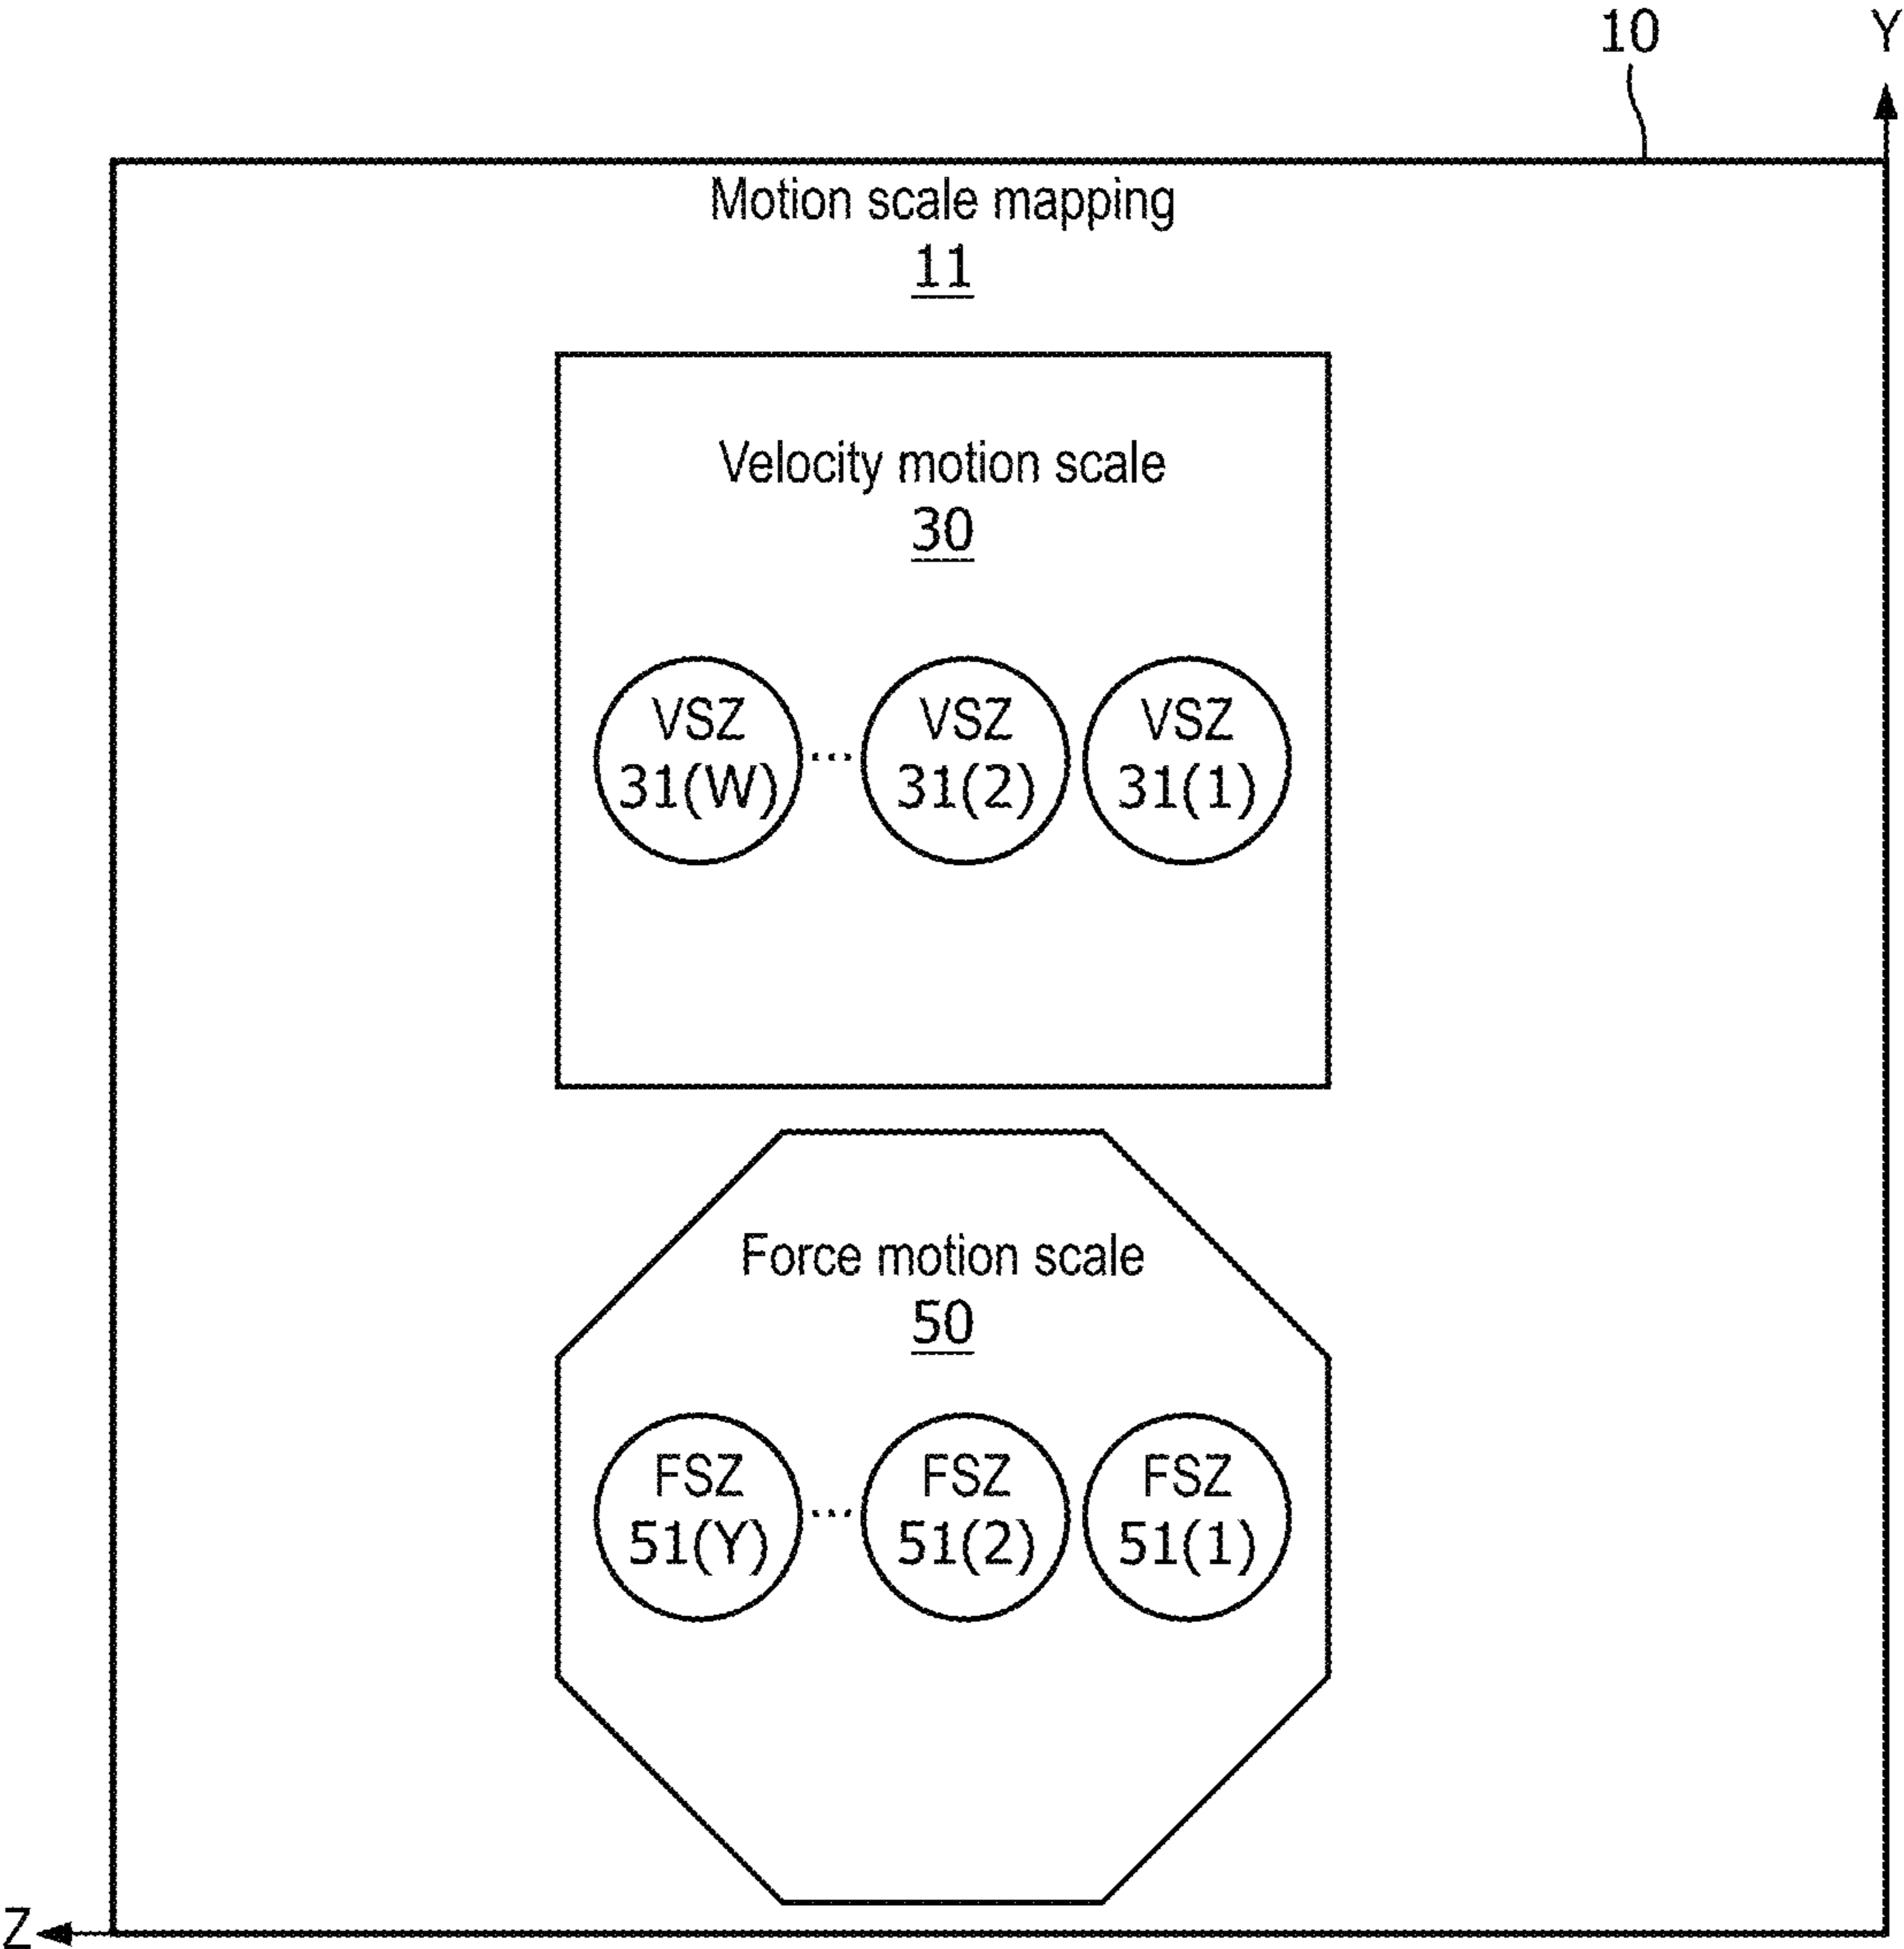 10
Y
Motion scale mapping
11
Velocity motion scale
30
VSZ
31(W)
...
VSZ
31(2)
VSZ
31(1)
Force motion scale
50
FSZ
51(Y)
...
FSZ
51(2)
FSZ
51(1)
Z